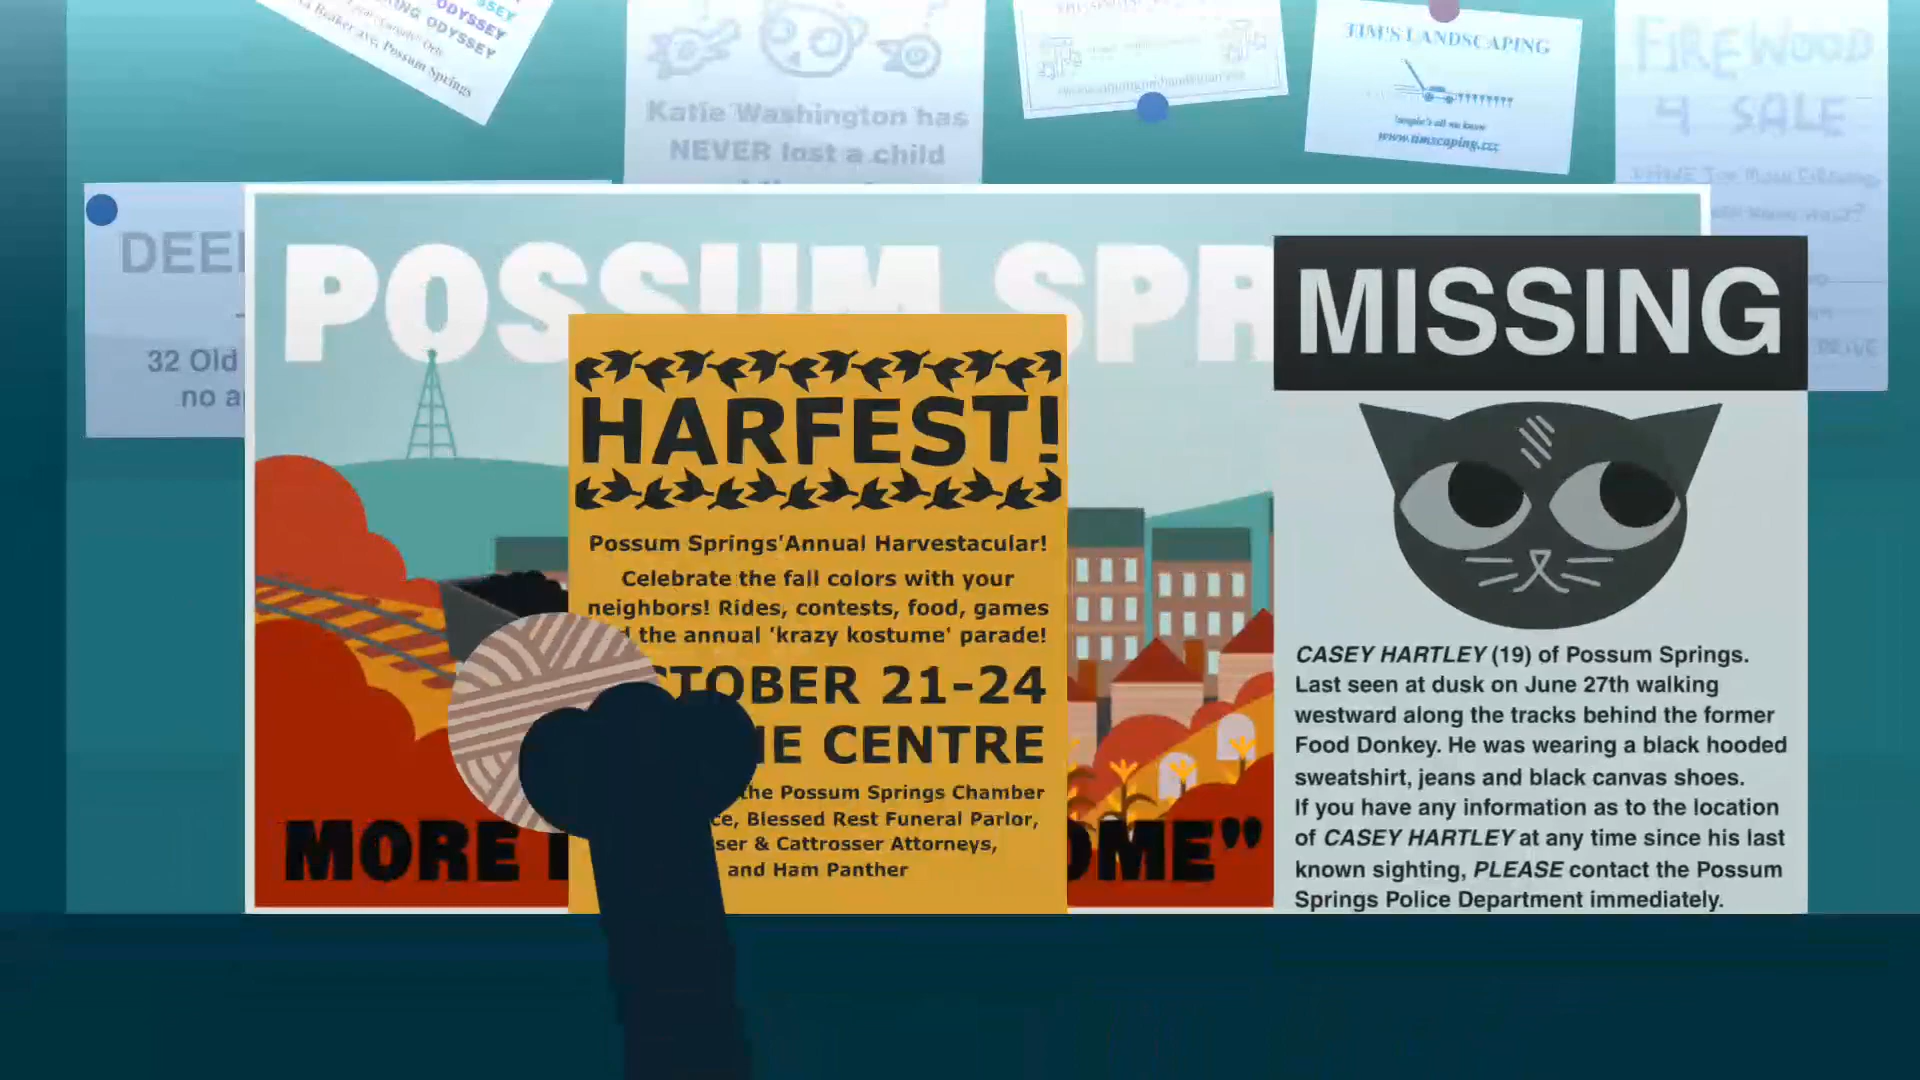 ODYSSEY
ODYSSEY
Possum Springs
Katie Washington has
NEVER lost a child
TIM'S LANDSCAPING
www.timscaping.ccc
FIREWOOD
4 SALE
32 Old
POSSUM SPR
HARFEST!
Possum Springs'Annual Harvestacular!
Celebrate the fall colors with your
neighbors! Rides, contests, food, games
the annual 'krazy kostume' parade!
CTOBER 21-24
CENTRE
the Possum Springs Chamber
Blessed Rest Funeral Parlor,
& Cattrosser Attorneys,
and Ham Panther
MORE
OME"
MISSING
CASEY HARTLEY (19) of Possum Springs.
Last seen at dusk on June 27th walking
westward along the tracks behind the former
Food Donkey. He was wearing a black hooded
sweatshirt, jeans and black canvas shoes.
If you have any information as to the location
of CASEY HARTLEY at any time since his last
known sighting, PLEASE contact the Possum
Springs Police Department immediately.